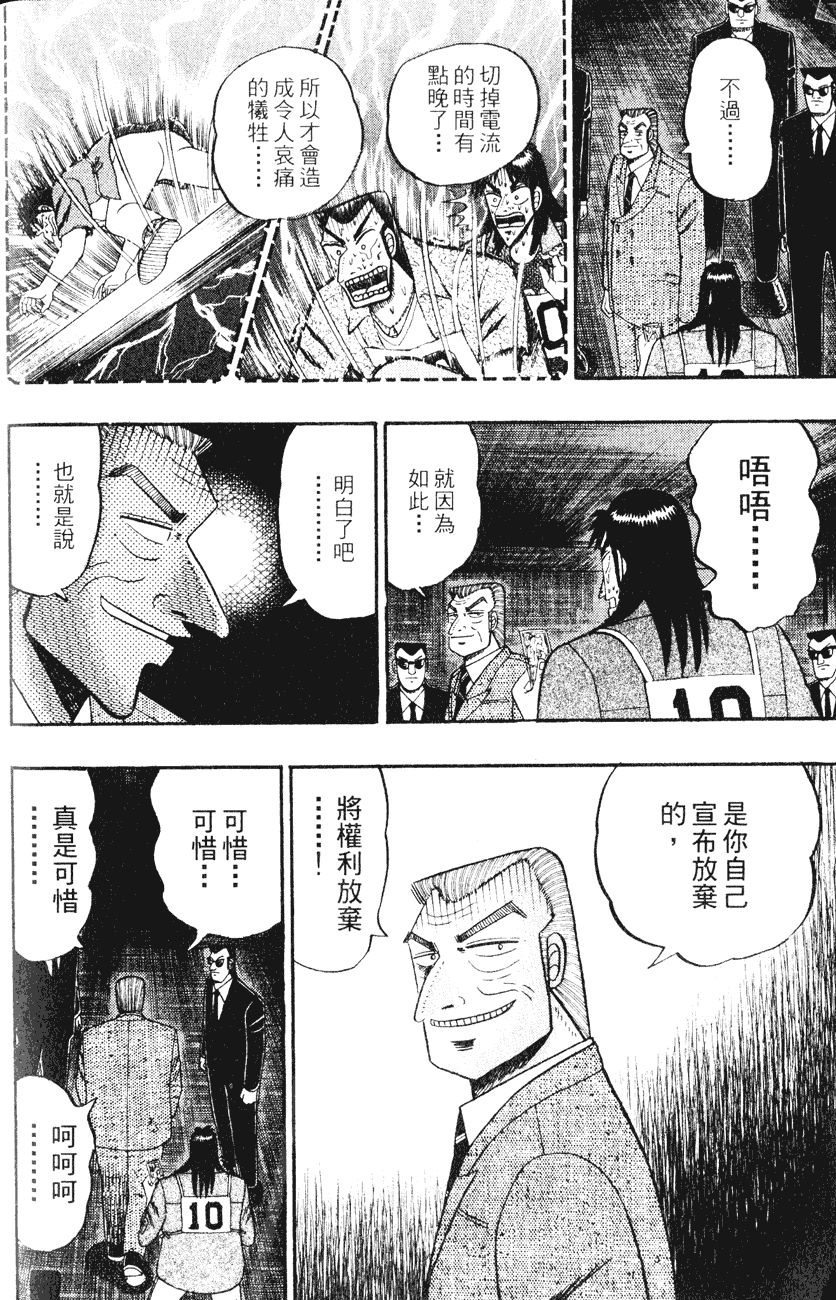 不過……
切掉電流
的時間有
點晚了…
所以才會造
成令人哀痛
的犧牲……
10
0
唔唔……
就因為
如此…
10
明白了吧
…………
也就是說
…………
是你自己
宣布放棄
的，
將權利放棄
……！
可惜…
可惜…
真是可惜
…………
呵呵呵
…………
10